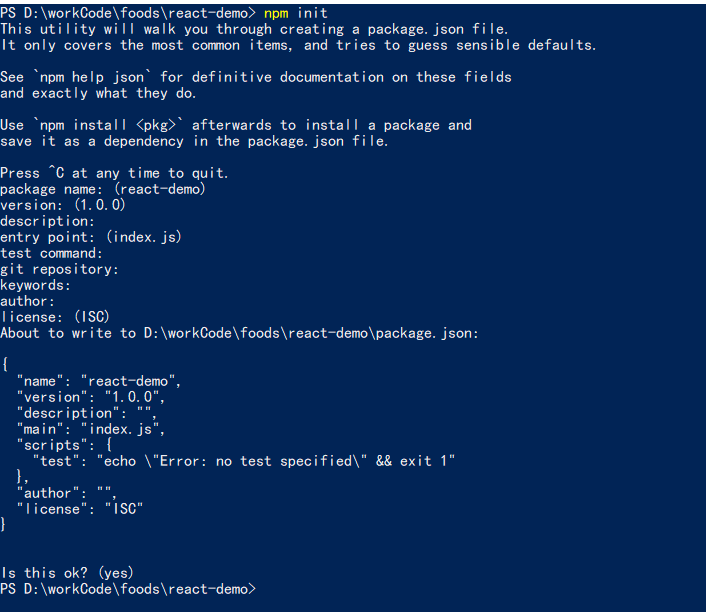 PS D:\workCode\foods\react-demo> npm init
This utility will walk you through creating a package.json file.
It only covers the most common items, and tries to guess sensible defaults.

See `npm help json` for definitive documentation on these fields
and exactly what they do.

Use `npm install <pkg>` afterwards to install a package and
save it as a dependency in the package.json file.

Press ^C at any time to quit.
package name: (react-demo)
version: (1.0.0)
description:
entry point: (index.js)
test command:
git repository:
keywords:
author:
license: (ISC)
About to write to D:\workCode\foods\react-demo\package.json:

{
  "name": "react-demo",
  "version": "1.0.0",
  "description": "",
  "main": "index.js",
  "scripts": {
    "test": "echo \"Error: no test specified\" && exit 1"
  },
  "author": "",
  "license": "ISC"
}


Is this ok? (yes)
PS D:\workCode\foods\react-demo>